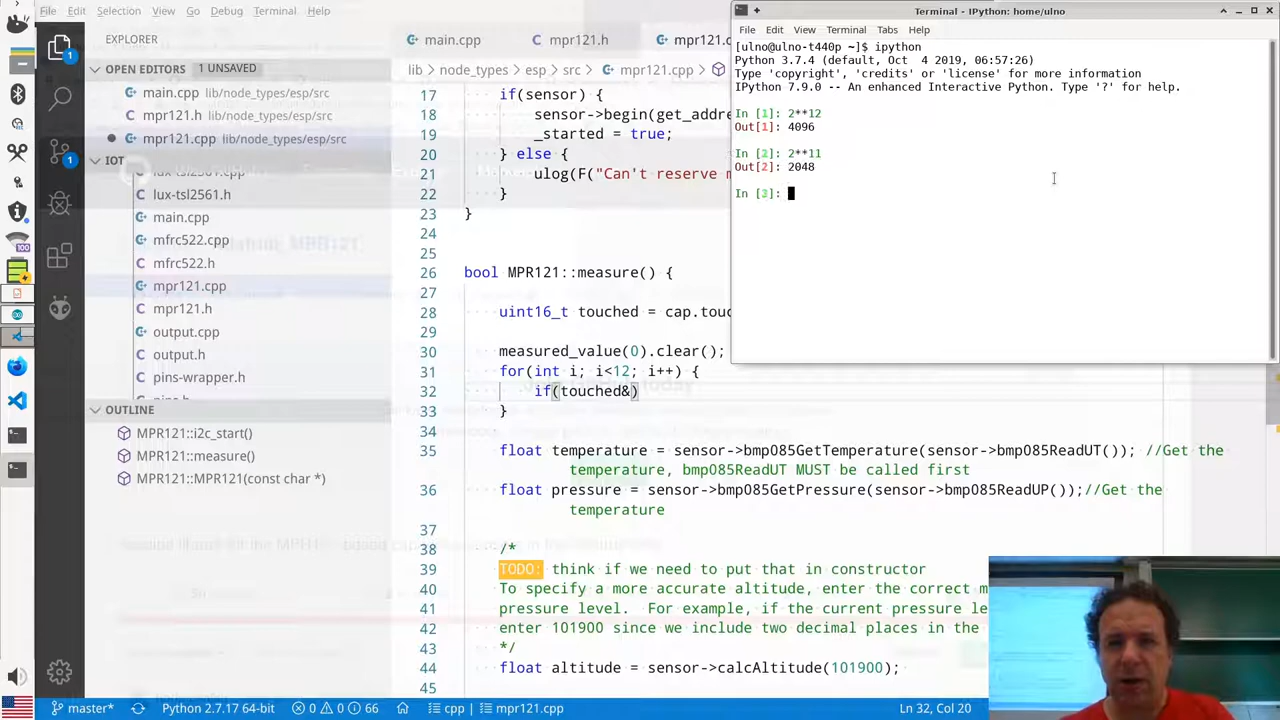 File Edit View Go Debug Terminal Help
Terminal - IPython: home/ulno
File Edit View Terminal Tabs Help
[ulno@ulno-t440p ~]$ ipython
Python 3.7.4 (default, Oct  4 2019, 06:57:26)
Type 'copyright', 'credits' or 'license' for more information
IPython 7.9.0 -- An enhanced Interactive Python. Type '?' for help.
In [1]: 2**12
Out[1]: 4096
In [2]: 2**11
Out[2]: 2048
In [3]:
EXPLORER
OPEN EDITORS 1 UNSAVED
main.cpp lib/node_types/esp/src
mpr121.h lib/node_types/esp/src
mpr121.cpp lib/node_types/esp/src
IOT
lux-tsl2561.cpp
lux-tsl2561.h
main.cpp
mfrc522.cpp
mfrc522.h
mpr121.cpp
mpr121.h
output.cpp
output.h
pins-wrapper.h
OUTLINE
MPR121::i2c_start()
MPR121::measure()
MPR121::MPR121(const char *)
main.cpp mpr121.h mpr121.c
lib > node_types > esp > src > mpr121.cpp >
17 if(sensor) {
18 sensor->begin(get_addre
19 _started = true;
20 } else {
21 ulog(F("Can't reserve m
22 }
23 }
24
25
26 bool MPR121::measure() {
27
28 uint16_t touched = cap.touc
29
30 measured_value(0).clear();
31 for(int i; i<12; i++) {
32 if(touched&)
33 }
34
35 float temperature = sensor->bmp085GetTemperature(sensor->bmp085ReadUT()); //Get the
temperature, bmp085ReadUT MUST be called first
36 float pressure = sensor->bmp085GetPressure(sensor->bmp085ReadUP());//Get the
temperature
37
38 /*
39 TODO: think if we need to put that in constructor
40 To specify a more accurate altitude, enter the correct m
41 pressure level.  For example, if the current pressure le
42 enter 101900 since we include two decimal places in the
43 */
44 float altitude = sensor->calcAltitude(101900);
45
master* Python 2.7.17 64-bit 0 0 66 cpp | mpr121.cpp Ln 32, Col 20